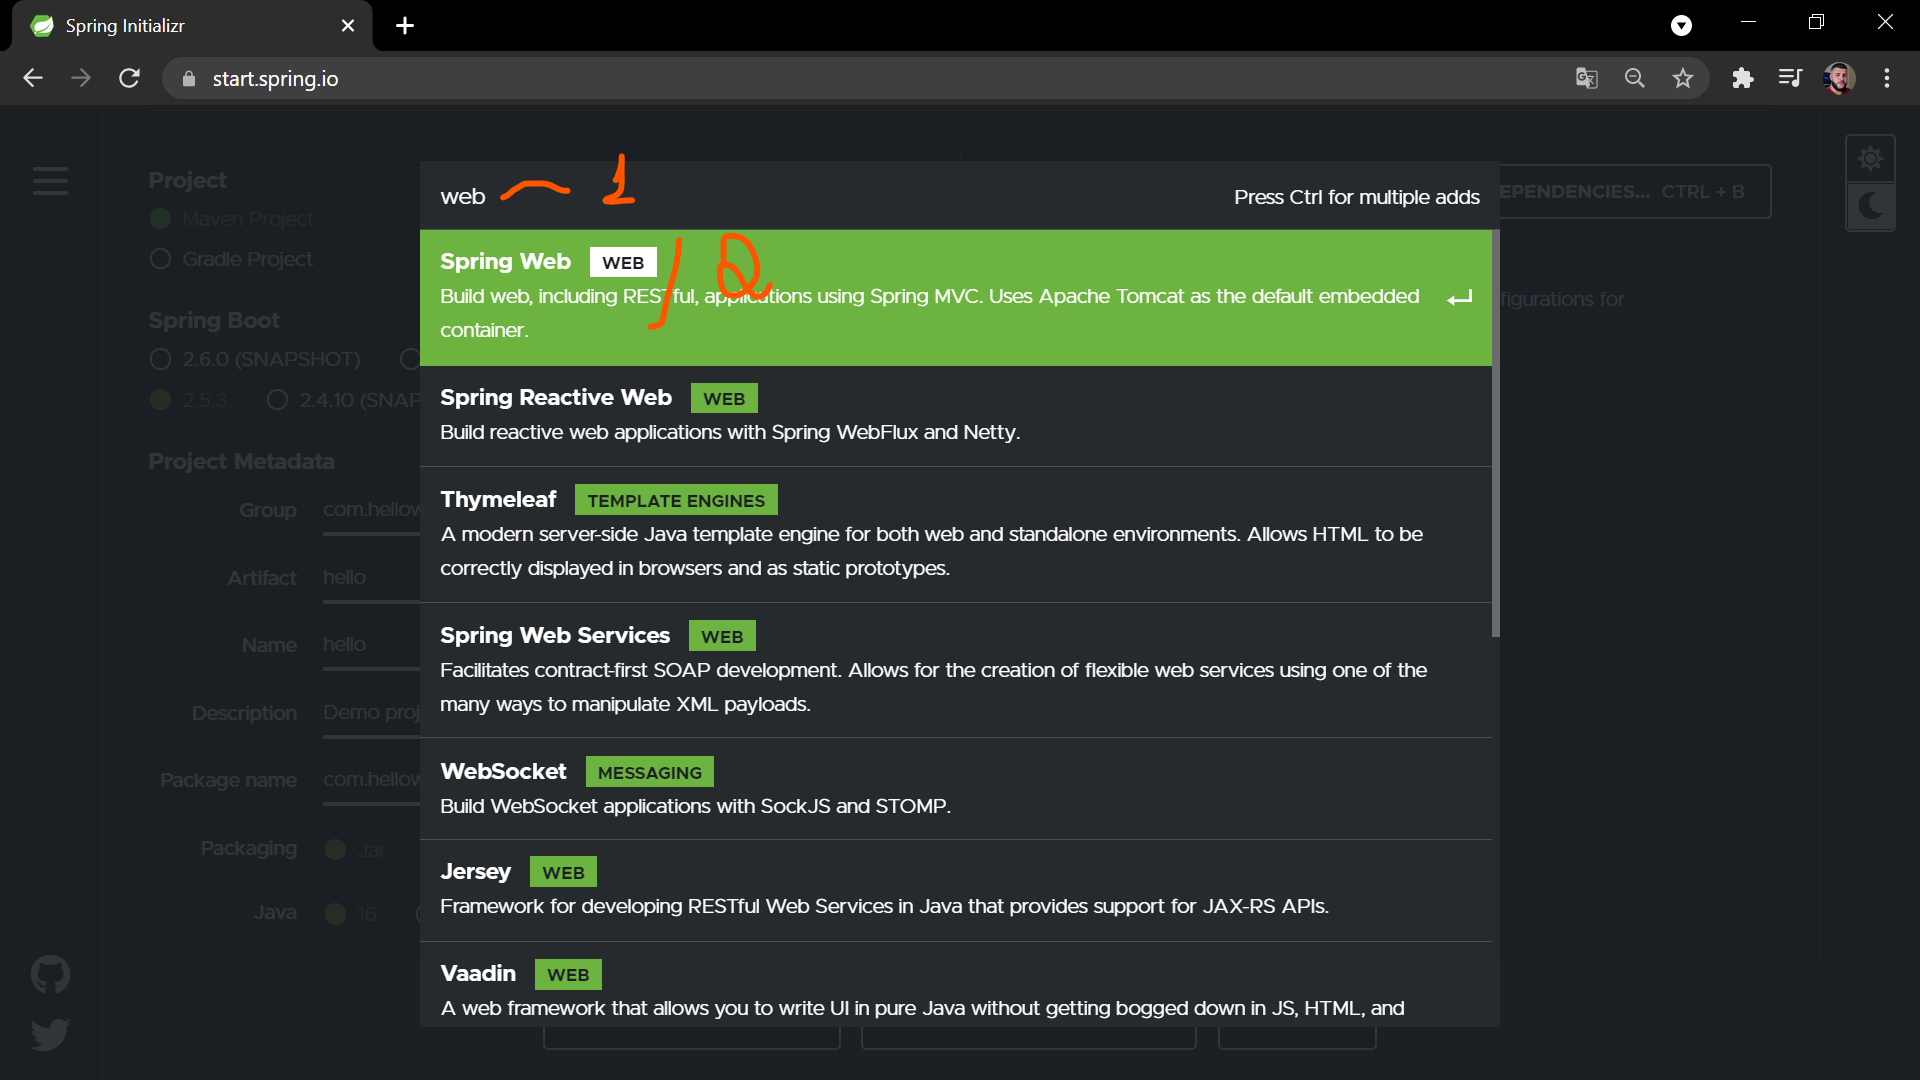 Spring Initializr
start.spring.io
Project
Maven Project
Gradle Project
Spring Boot
2.6.0 (SNAPSHOT)
2.5.3
2.4.10 (SNAP
Project Metadata
Group com.hellow
Artifact hello
Name hello
Description Demo proj
Package name com.hellow
Packaging Jar
Java 16
EPENDENCIES... CTRL + B
figurations for
web 1
Press Ctrl for multiple adds
Spring Web WEB 2
Build web, including RESTful, applications using Spring MVC. Uses Apache Tomcat as the default embedded
container.
Spring Reactive Web WEB
Build reactive web applications with Spring WebFlux and Netty.
Thymeleaf TEMPLATE ENGINES
A modern server-side Java template engine for both web and standalone environments. Allows HTML to be
correctly displayed in browsers and as static prototypes.
Spring Web Services WEB
Facilitates contract-first SOAP development. Allows for the creation of flexible web services using one of the
many ways to manipulate XML payloads.
WebSocket MESSAGING
Build WebSocket applications with SockJS and STOMP.
Jersey WEB
Framework for developing RESTful Web Services in Java that provides support for JAX-RS APIs.
Vaadin WEB
A web framework that allows you to write UI in pure Java without getting bogged down in JS, HTML, and